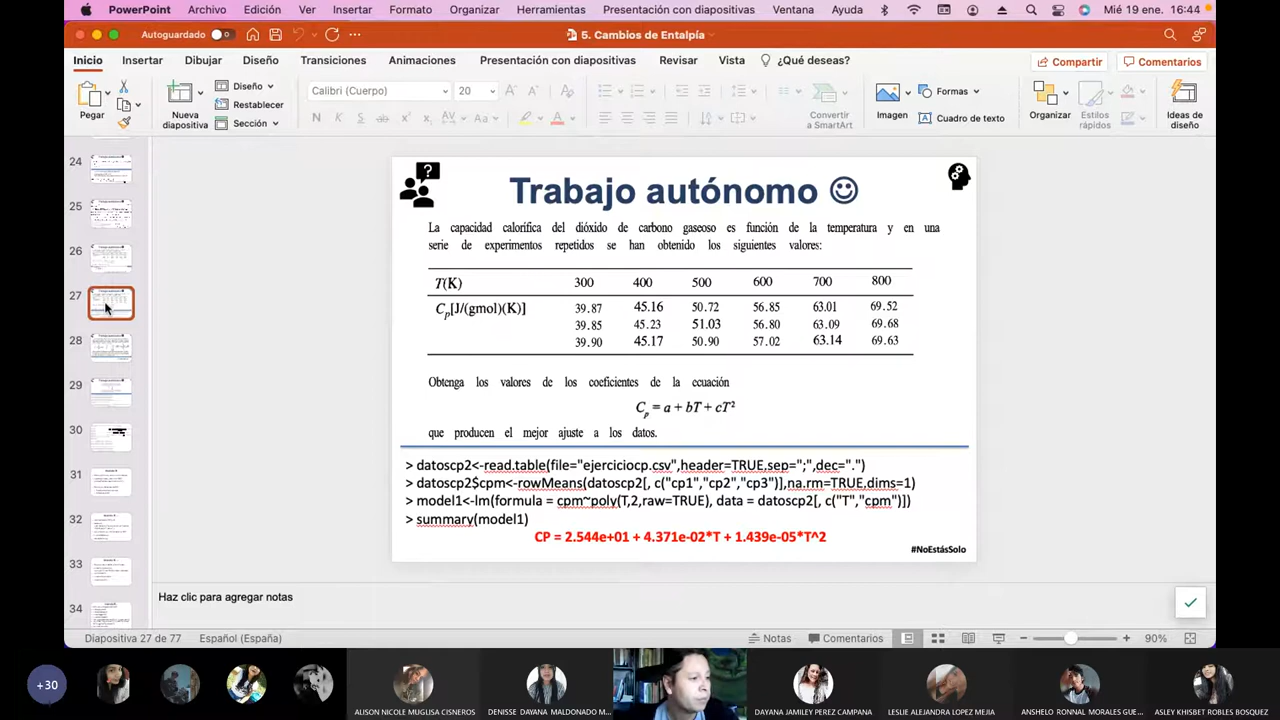 PowerPoint Archivo Edición Ver Insertar Formato Organizar Herramientas Presentación con diapositivas Ventana Ayuda Mié 19 ene. 16:44
Autoguardado 5. Cambios de Entalpía
Inicio Insertar Dibujar Diseño Transiciones Animaciones Presentación con diapositivas Revisar Vista ¿Qué deseas? Compartir Comentarios
Pegar
Nueva diapositiva
Diseño
Restablecer
Sección
Calibri (Cuerpo) 20
Convertir a SmartArt
Imagen
Formas
Cuadro de texto
Organizar
Estilos rápidos
Ideas de diseño
24
25
26
27
28
29
30
31
32
33
34
Trabajo autónomo
La capacidad calorífica del dióxido de carbono gaseoso es función de la temperatura y en una
serie de experimentos repetidos se han obtenido los siguientes valores:
T(K) 300 400 500 600 700 800
Cp[J/(gmol)(K)] 39.87 45.16 50.72 56.85 63.01 69.52
39.85 45.23 51.03 56.80 63.09 69.68
39.90 45.17 50.90 57.02 63.14 69.63
Obtenga los valores de los coeficientes de la ecuación
Cp = a + bT + cT²
que producen el mejor ajuste a los datos.
> datoscp2<-read.table(file="ejerciciocp.csv",header=TRUE,sep=";",dec=".")
> datoscp2$cpm<-rowMeans(datoscp2[, c("cp1","cp2","cp3")],na.rm=TRUE,dims=1)
> model1<-lm(formula = cpm~poly(T,2,raw=TRUE), data = datoscp2[, c("T","cpm")])
> summary(model1)
CP = 2.544e+01 + 4.371e-02*T + 1.439e-05*T^2
#NoEstásSolo
Haz clic para agregar notas
Diapositiva 27 de 77 Español (España) Notas Comentarios 90%
+30
ALISON NICOLE MUGLISA CISNEROS
DENISSE DAYANA MALDONADO M...
DAYANA JAMILEY PEREZ CAMPANA
LESLIE ALEJANDRA LOPEZ MEJIA
ANSHELO RONNAL MORALES GUE...
ASLEY KHISBET ROBLES BOSQUEZ